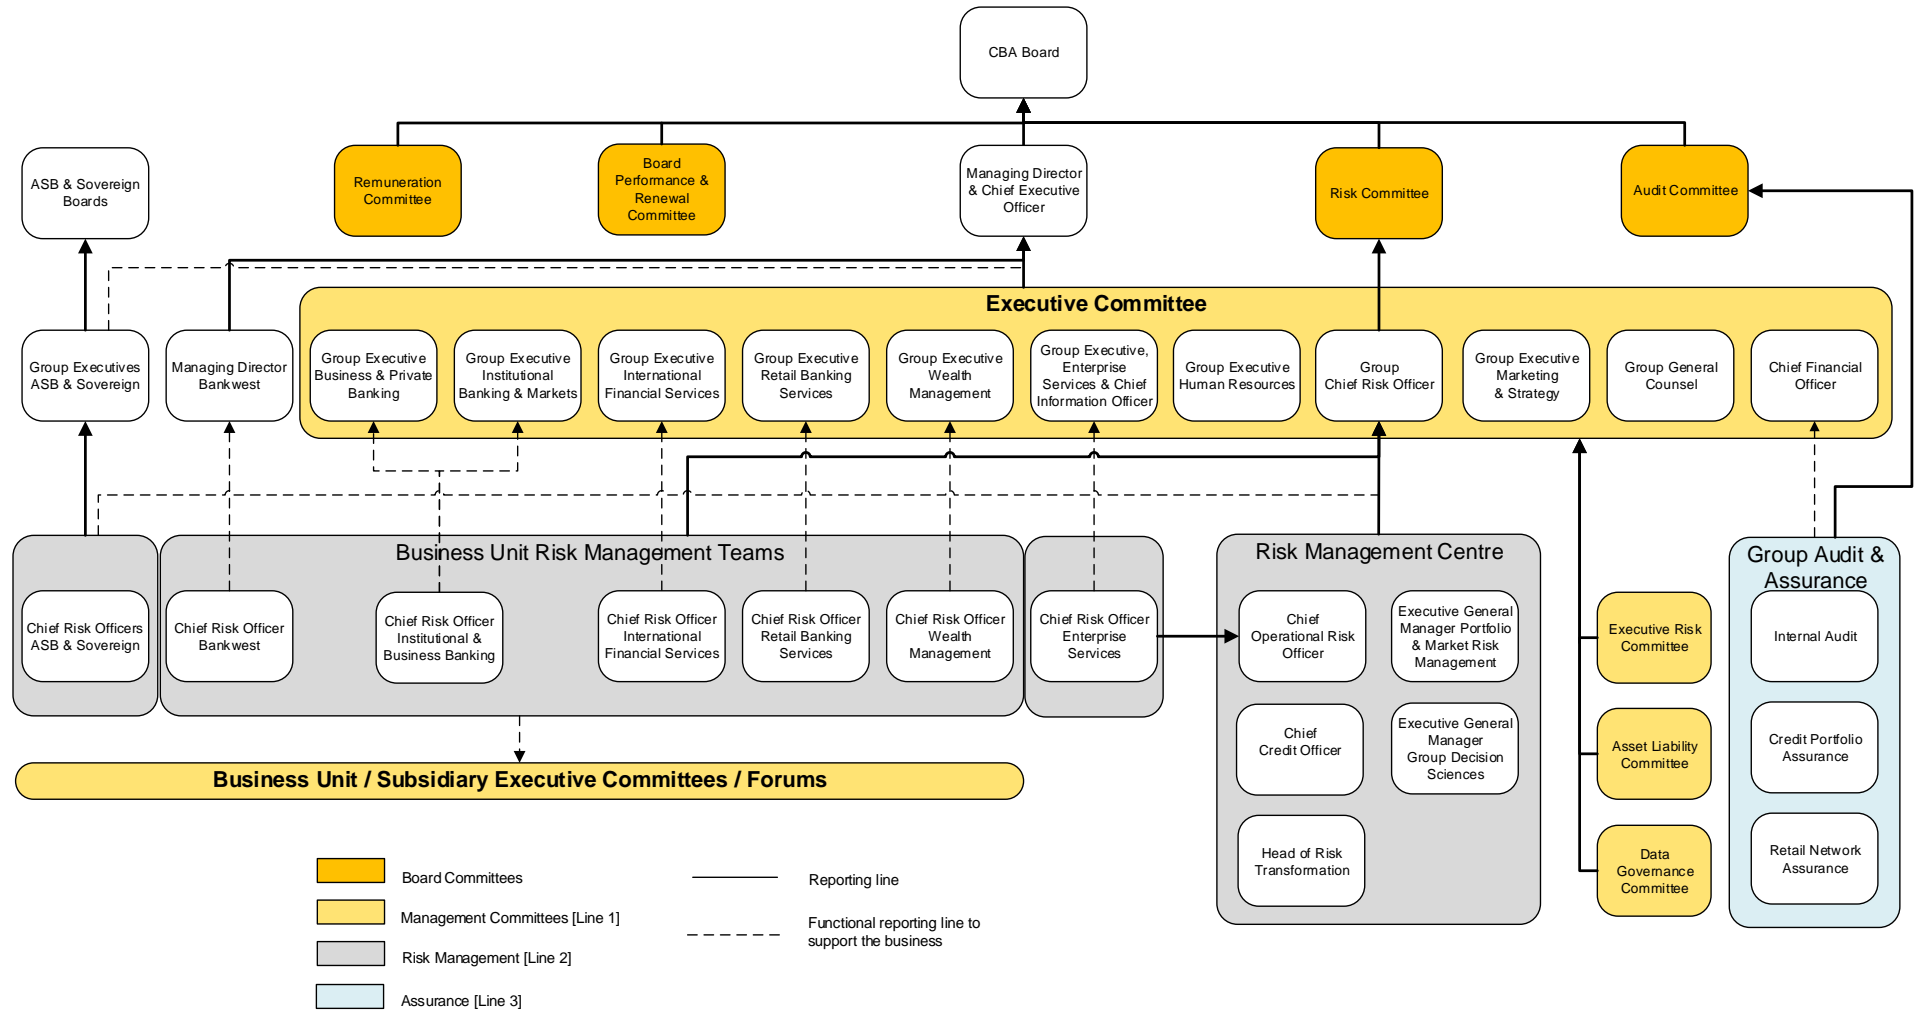 CBA Board
ASB & Sovereign
Boards
Remuneration
Committee
Board
Performance &
Renewal
Committee
Managing Director
& Chief Executive
Officer
Risk Committee
Audit Committee
Executive Committee
Group Executives
ASB & Sovereign
Managing Director
Bankwest
Group Executive
Business & Private
Banking
Group Executive
Institutional
Banking & Markets
Group Executive
International
Financial Services
Group Executive
Retail Banking
Services
Group Executive
Wealth
Management
Group Executive,
Enterprise
Services & Chief
Information Officer
Group Executive
Human Resources
Group
Chief Risk Officer
Group Executive
Marketing
& Strategy
Group General
Counsel
Chief Financial
Officer
Business Unit Risk Management Teams
Risk Management Centre
Group Audit &
Assurance
Chief Risk Officers
ASB & Sovereign
Chief Risk Officer
Bankwest
Chief Risk Officer
Institutional &
Business Banking
Chief Risk Officer
International
Financial Services
Chief Risk Officer
Retail Banking
Services
Chief Risk Officer
Wealth
Management
Chief Risk Officer
Enterprise
Services
Chief
Operational Risk
Officer
Executive General
Manager Portfolio
& Market Risk
Management
Executive Risk
Committee
Internal Audit
Chief
Credit Officer
Executive General
Manager
Group Decision
Sciences
Asset Liability
Committee
Credit Portfolio
Assurance
Business Unit / Subsidiary Executive Committees / Forums
Head of Risk
Transformation
Data
Governance
Committee
Retail Network
Assurance
Board Committees
Reporting line
Management Committees [Line 1]
Functional reporting line to
support the business
Risk Management [Line 2]
Assurance [Line 3]